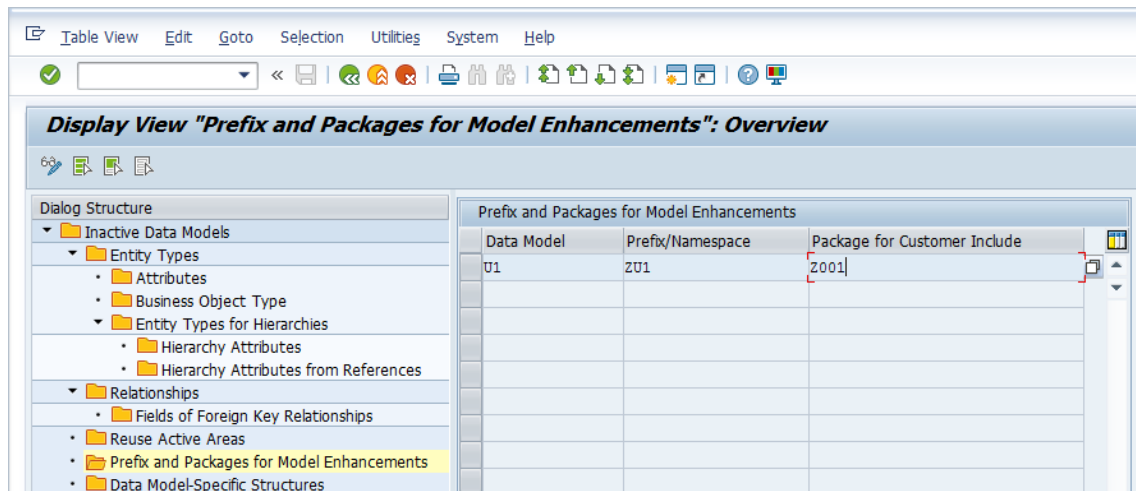 Table View Edit Goto Selection Utilities System Help
Display View "Prefix and Packages for Model Enhancements": Overview
Dialog Structure
Inactive Data Models
Entity Types
Attributes
Business Object Type
Entity Types for Hierarchies
Hierarchy Attributes
Hierarchy Attributes from References
Relationships
Fields of Foreign Key Relationships
Reuse Active Areas
Prefix and Packages for Model Enhancements
Data Model-Specific Structures
Prefix and Packages for Model Enhancements
Data Model Prefix/Namespace Package for Customer Include
U1 ZU1 Z001